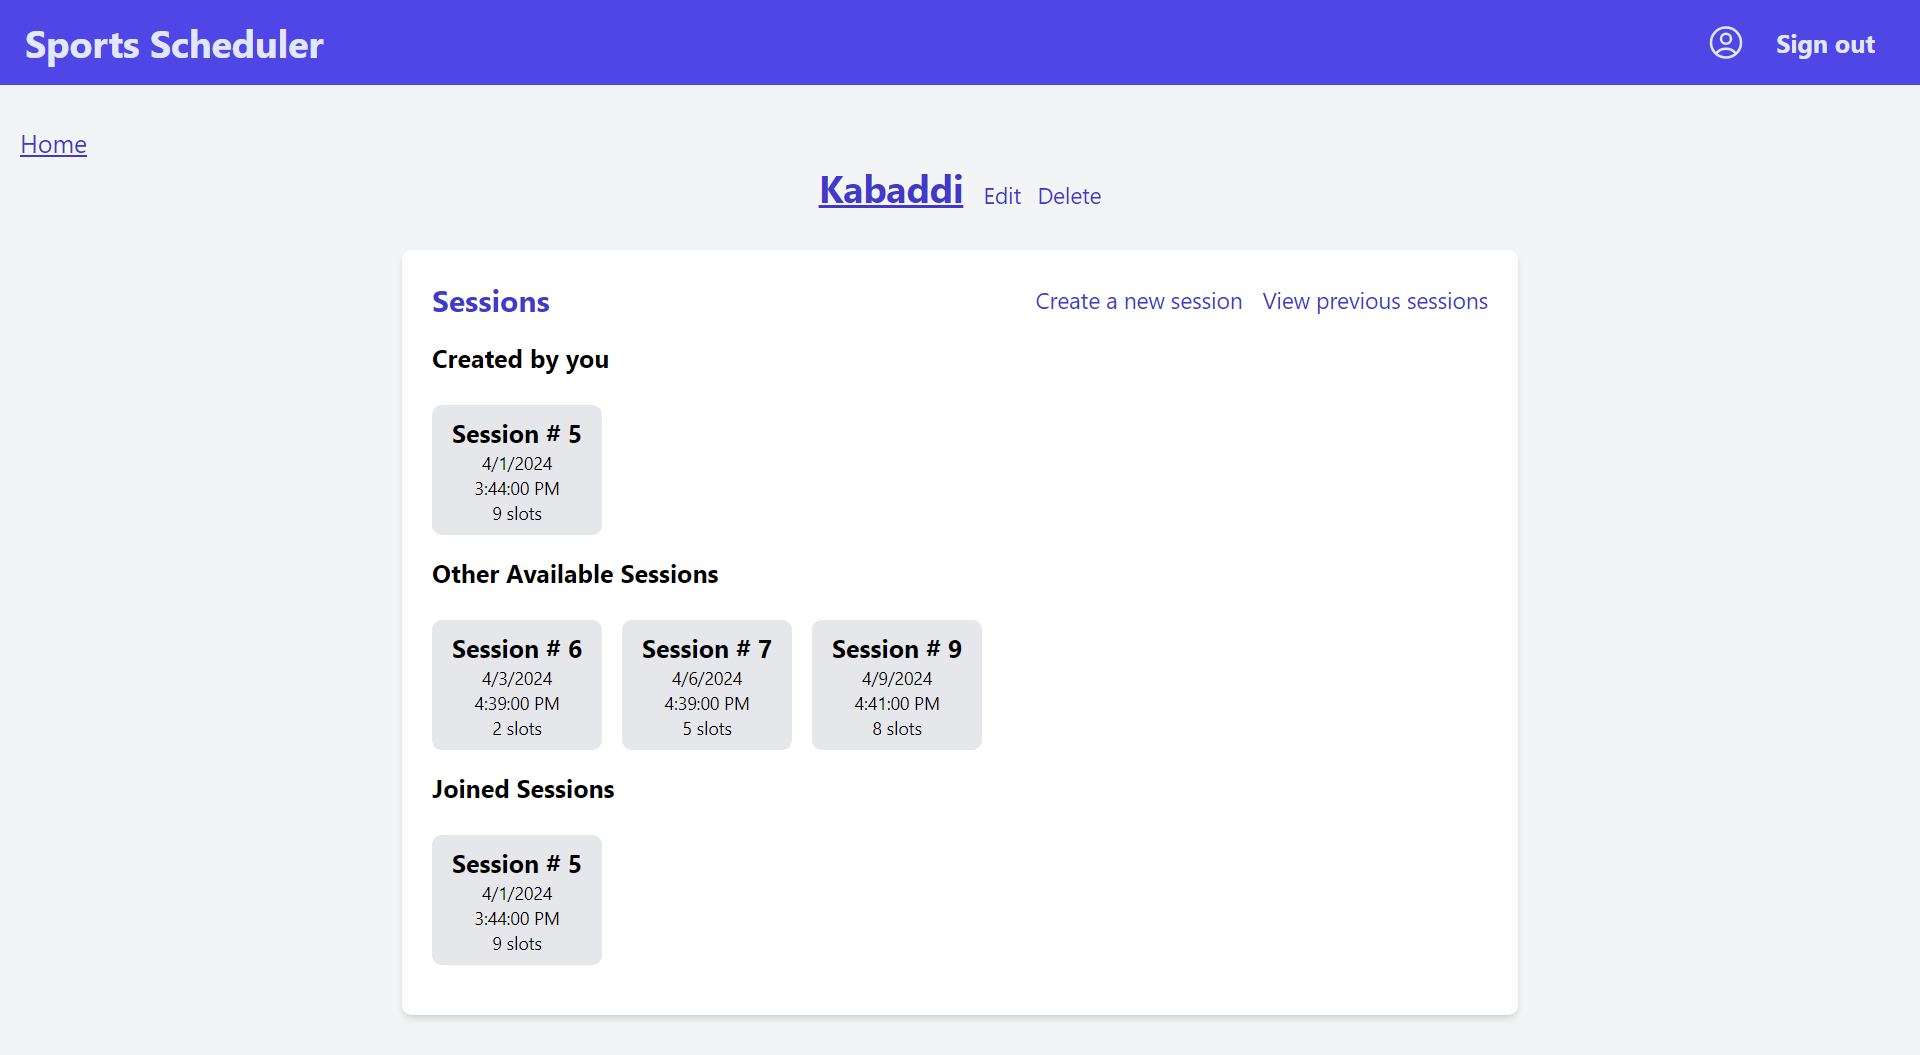 Sports Scheduler
Sign out
Home
Kabaddi Edit Delete
Sessions
Create a new session View previous sessions
Created by you
Session # 5
4/1/2024
3:44:00 PM
9 slots
Other Available Sessions
Session # 6
4/3/2024
4:39:00 PM
2 slots
Session # 7
4/6/2024
4:39:00 PM
5 slots
Session # 9
4/9/2024
4:41:00 PM
8 slots
Joined Sessions
Session # 5
4/1/2024
3:44:00 PM
9 slots